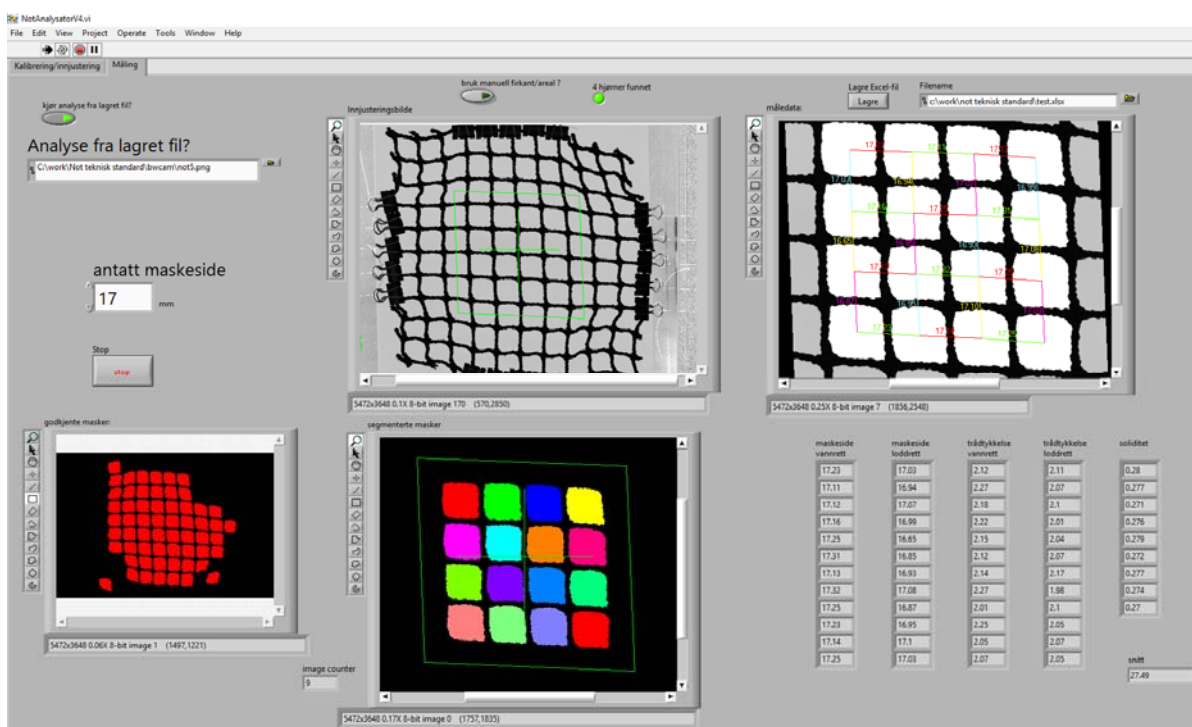 NotAnalysatorV4.vi
File Edit View Project Operate Tools Window Help
Kalibrering/innjustering Måling
kjør analyse fra lagret fil?
Analyse fra lagret fil?
C:\work\Not teknisk standard\bwcam\not5.png
antatt maskeside
17 mm
Stop
stop
bruk manuell firkant/areal ?
4 hjørner funnet
Innjusteringsbilde
5472x3648 0.1X 8-bit image 170 (570,2850)
Lagre Excel-fil
Lagre
Filename
c:\work\not teknisk standard\test.xlsx
måledata:
5472x3648 0.25X 8-bit image 7 (1856,2548)
godkjente masker:
5472x3648 0.06X 8-bit image 1 (1497,1221)
image counter
9
segmenterte masker
5472x3648 0.17X 8-bit image 0 (1757,1835)
maskeside vannrett maskeside loddrett trådtykkelse vannrett trådtykkelse loddrett soliditet
17.23 17.03 2.12 2.11 0.28
17.11 16.94 2.27 2.07 0.277
17.12 17.07 2.18 2.1 0.271
17.16 16.99 2.22 2.01 0.276
17.25 16.65 2.15 2.04 0.279
17.31 16.85 2.12 2.07 0.272
17.13 16.93 2.14 2.17 0.277
17.32 17.08 2.27 1.98 0.274
17.25 16.87 2.01 2.1 0.27
17.23 16.95 2.25 2.05
17.14 17.1 2.05 2.07
17.25 17.03 2.07 2.05
snitt
27.49